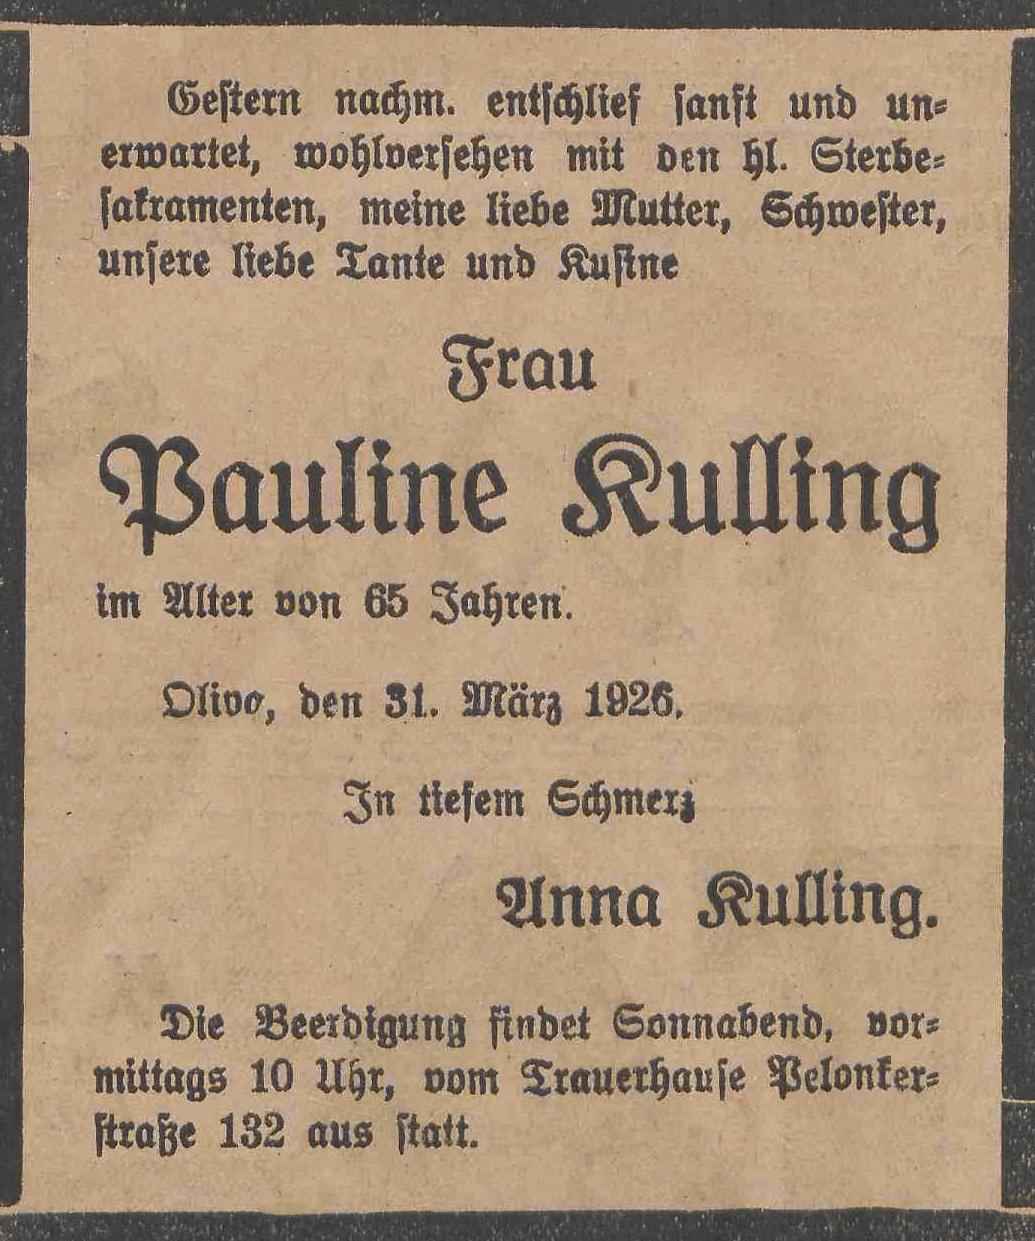 Gestern nachm. entschlief sanft und un-
erwartet, wohlversehen mit den hl. Sterbe-
sakramenten, meine liebe Mutter, Schwester,
unsere liebe Tante und Kusine
Frau
Pauline Kulling
im Alter von 65 Jahren.
Oliva, den 31. März 1926.
In tiefem Schmerz
Anna Kulling.
Die Beerdigung findet Sonnabend, vor-
mittags 10 Uhr, vom Trauerhause Pelonker-
straße 132 aus statt.